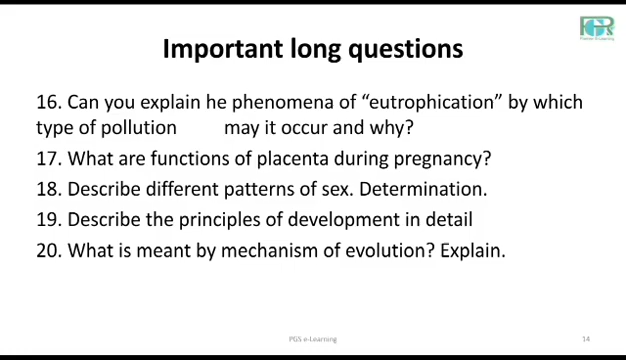 Important long questions
16. Can you explain he phenomena of “eutrophication” by which
type of pollution may it occur and why?
17. What are functions of placenta during pregnancy?
18. Describe different patterns of sex. Determination.
19. Describe the principles of development in detail
20. What is meant by mechanism of evolution? Explain.
PGS e-Learning
14